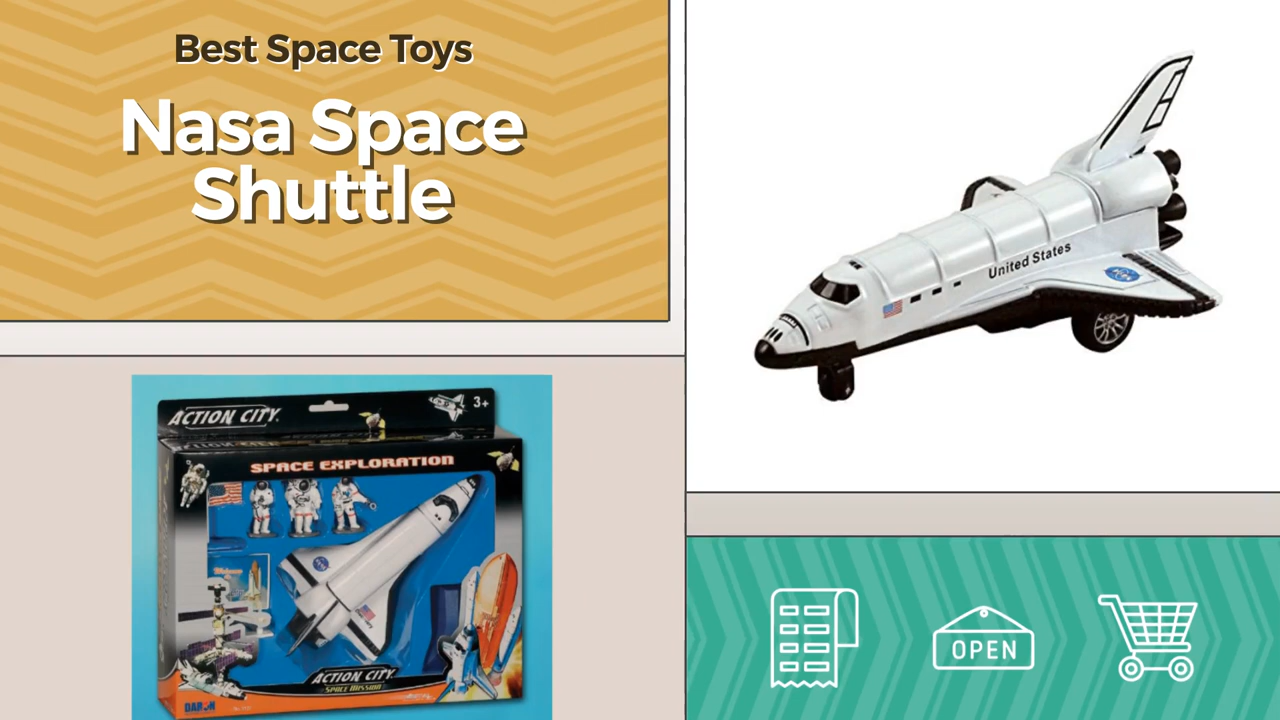 Best Space Toys
Nasa Space
Shuttle
United States
NASA
ACTION CITY
3+
SPACE EXPLORATION
ACTION CITY
SPACE MISSION
DARON
OPEN